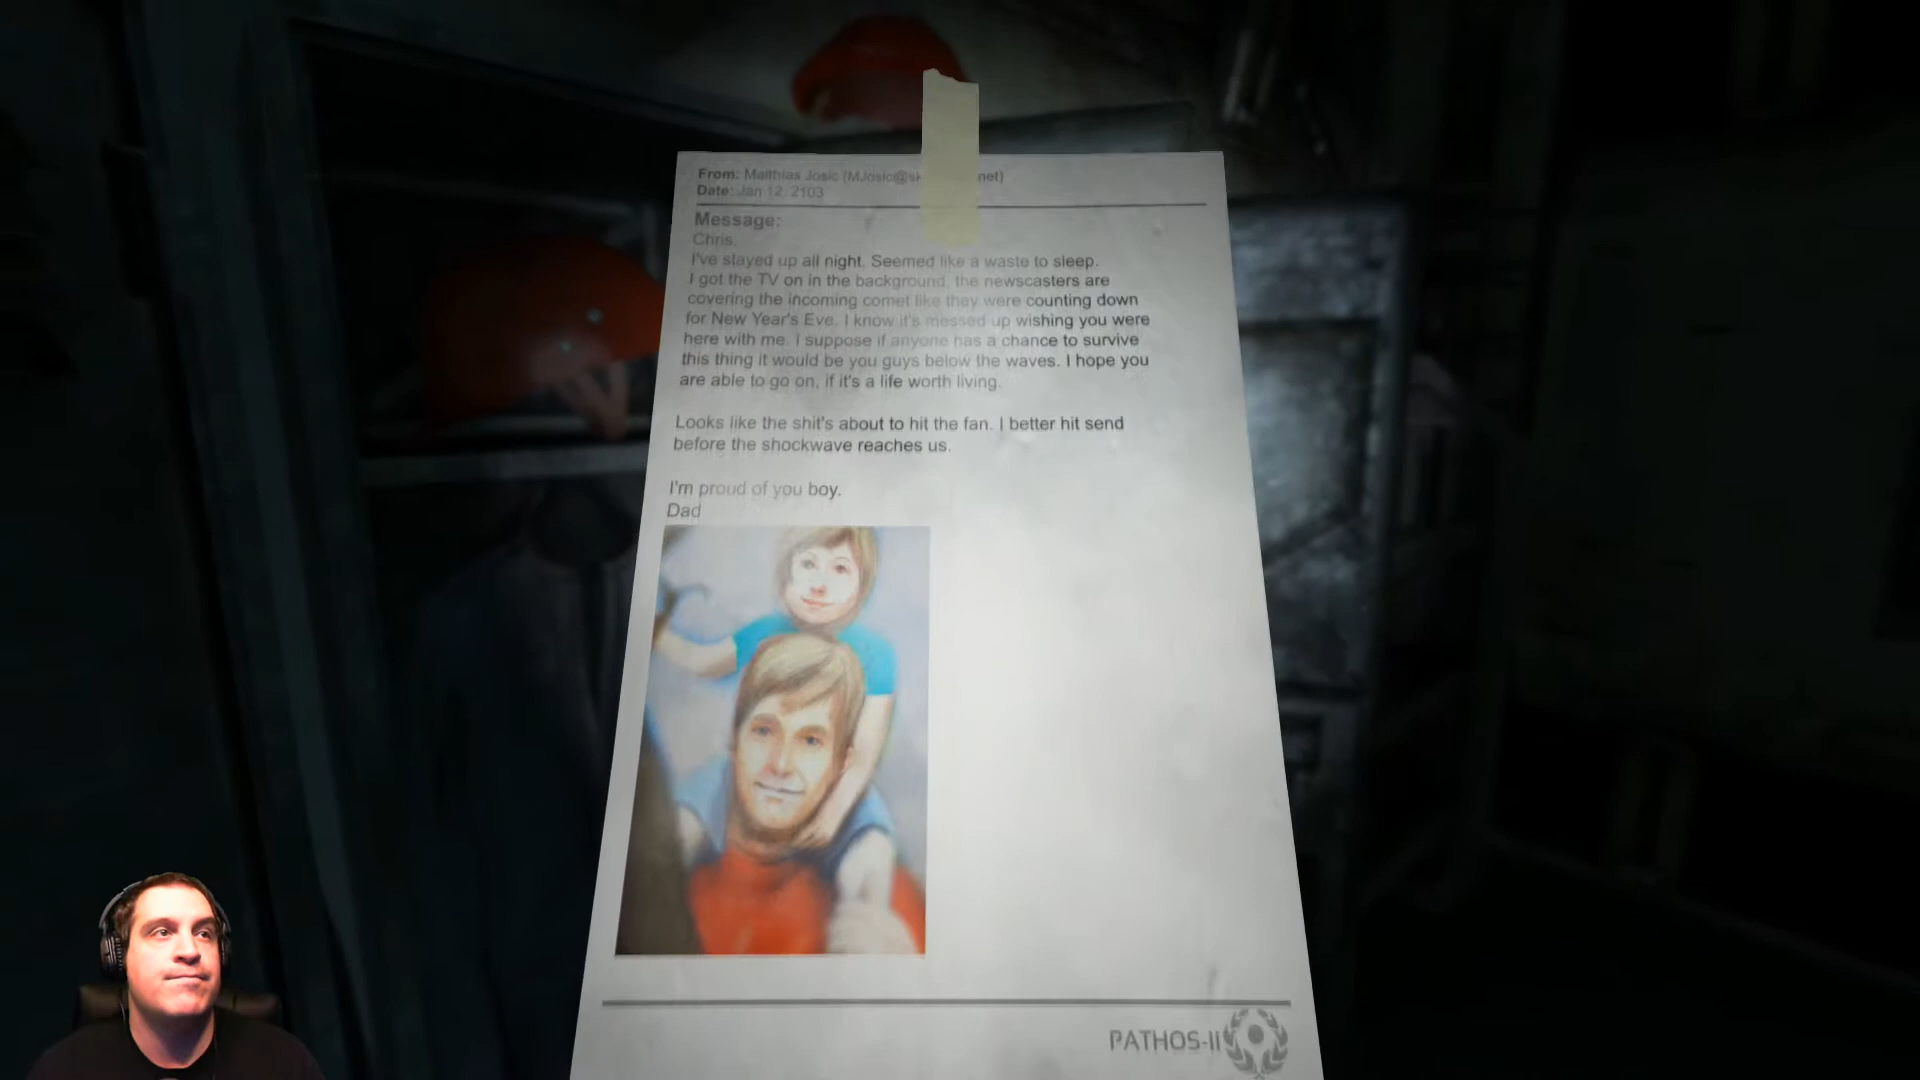 From: Matthias Josic (MJosic@sk net)
Date: Jan 12, 2103
Message:
Chris,
I've stayed up all night. Seemed like a waste to sleep.
I got the TV on in the background, the newscasters are
covering the incoming comet like they were counting down
for New Year's Eve. I know it's messed up wishing you were
here with me. I suppose if anyone has a chance to survive
this thing it would be you guys below the waves. I hope you
are able to go on, if it's a life worth living.
Looks like the shit's about to hit the fan. I better hit send
before the shockwave reaches us.
I'm proud of you boy.
Dad
PATHOS-II